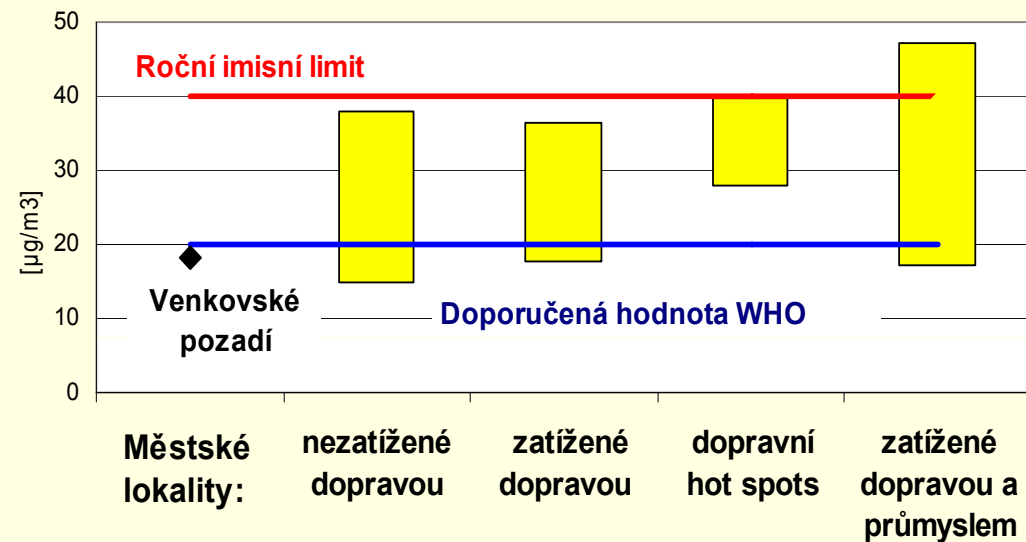 50
40
30
20
10
0
[µg/m3]
Roční imisní limit
Venkovské
pozadí
Doporučená hodnota WHO
Městské
lokality:
nezatížené
dopravou
zatížené
dopravou
dopravní
hot spots
zatížené
dopravou a
průmyslem